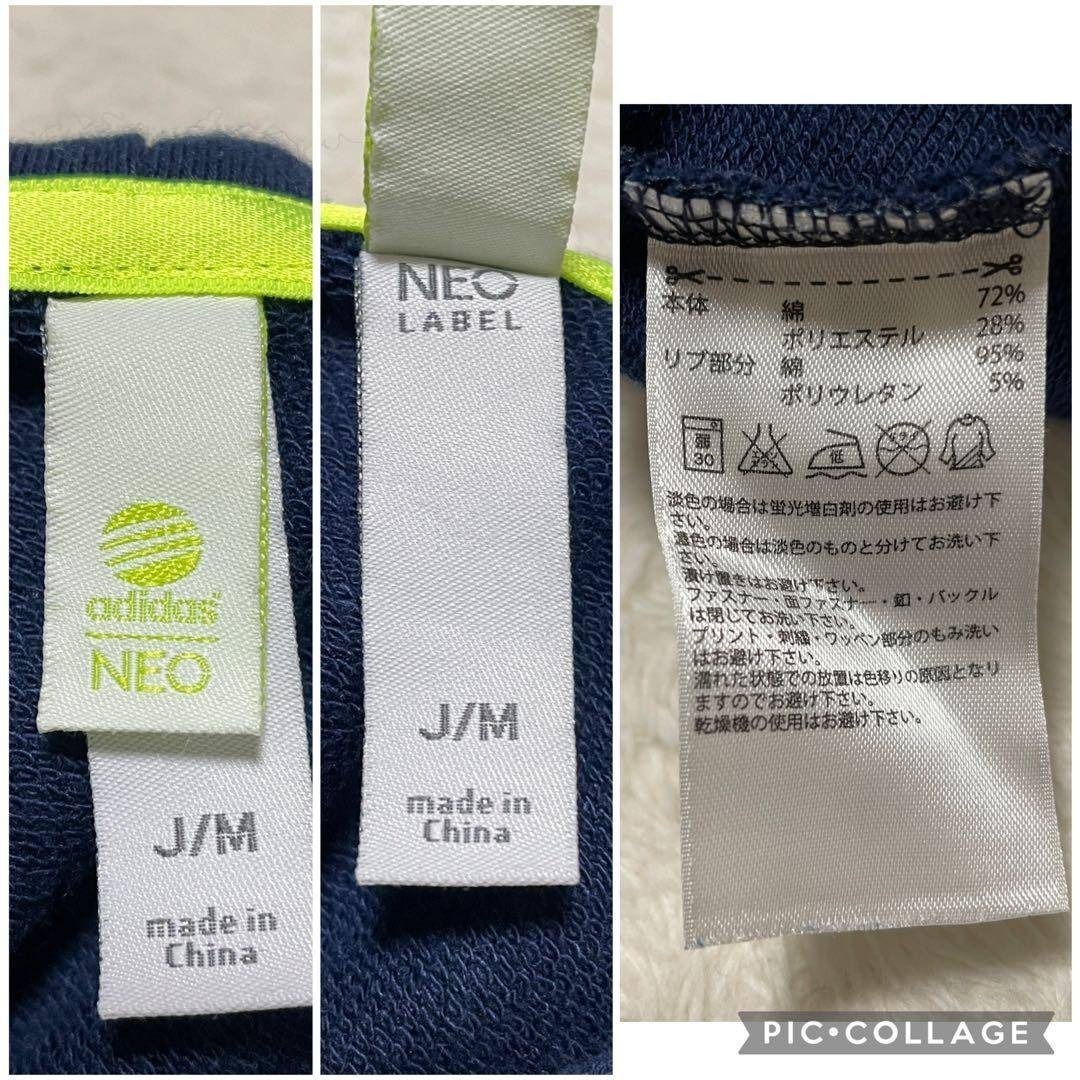 adidas
NEO
J/M
made in
China
NEO
LABEL
J/M
made in
China
本体 綿 72%
ポリエステル 28%
リブ部分 綿 95%
ポリウレタン 5%
弱
30
低
淡色の場合は蛍光増白剤の使用はお避け下
さい。
濃色の場合は淡色のものと分けてお洗い下
さい。
漬け置きはお避け下さい。
ファスナー・面ファスナー・釦・バックル
は閉じてお洗い下さい。
プリント・刺繍・ワッペン部分のもみ洗い
はお避け下さい。
濡れた状態での放置は色移りの原因となり
ますのでお避け下さい。
乾燥機の使用はお避け下さい。
PIC•COLLAGE